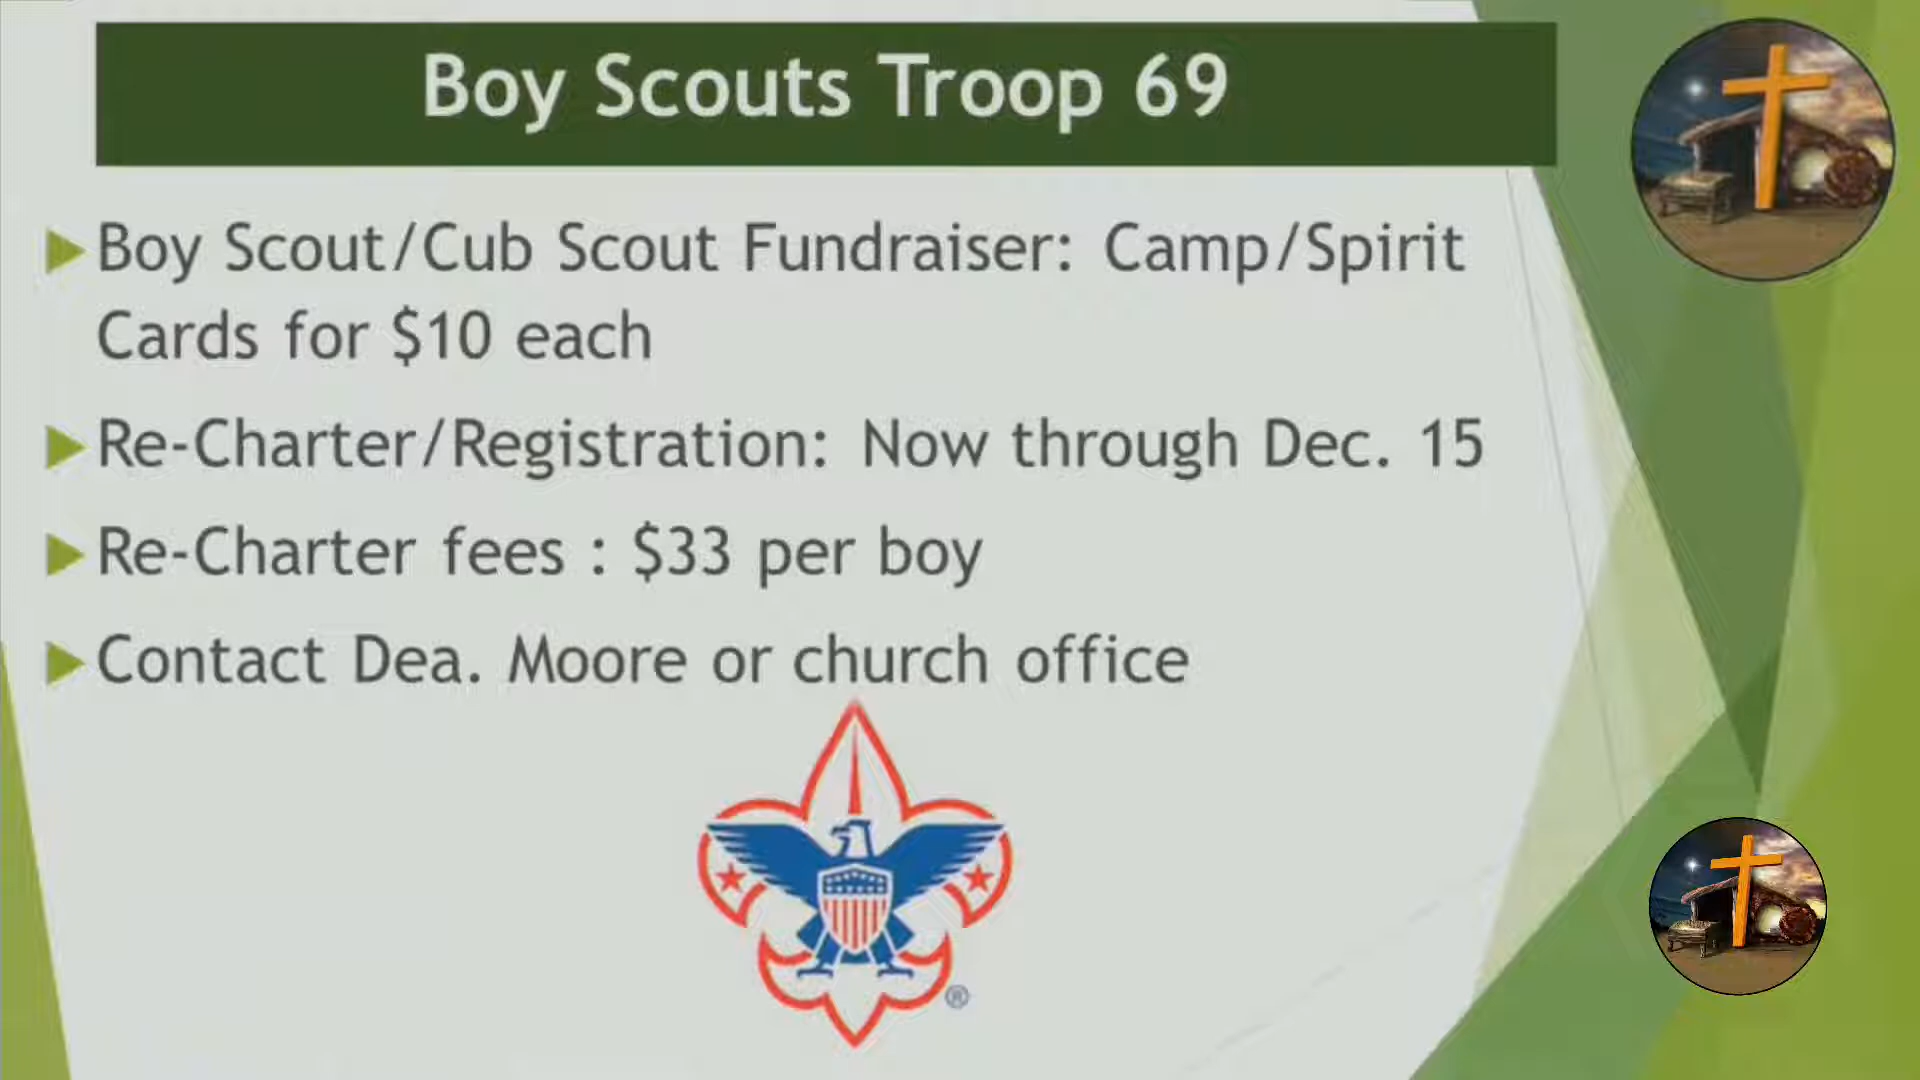 Boy Scouts Troop 69
Boy Scout/Cub Scout Fundraiser: Camp/Spirit
Cards for $10 each
Re-Charter/Registration: Now through Dec. 15
Re-Charter fees : $33 per boy
Contact Dea. Moore or church office
®